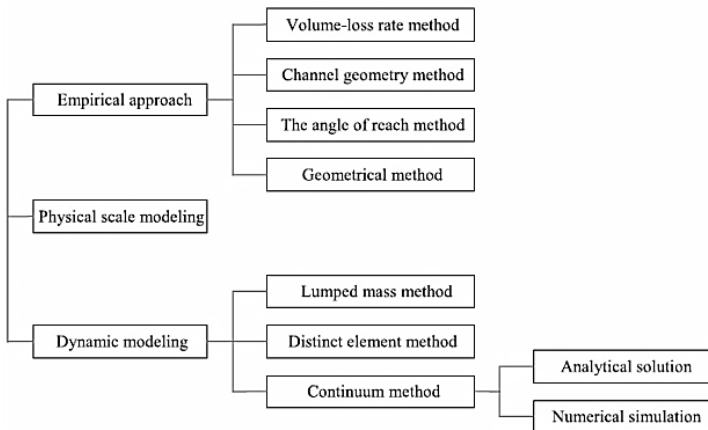 Volume-loss rate method
Channel geometry method
Empirical approach
The angle of reach method
Geometrical method
Physical scale modeling
Lumped mass method
Dynamic modeling
Distinct element method
Continuum method
Analytical solution
Numerical simulation